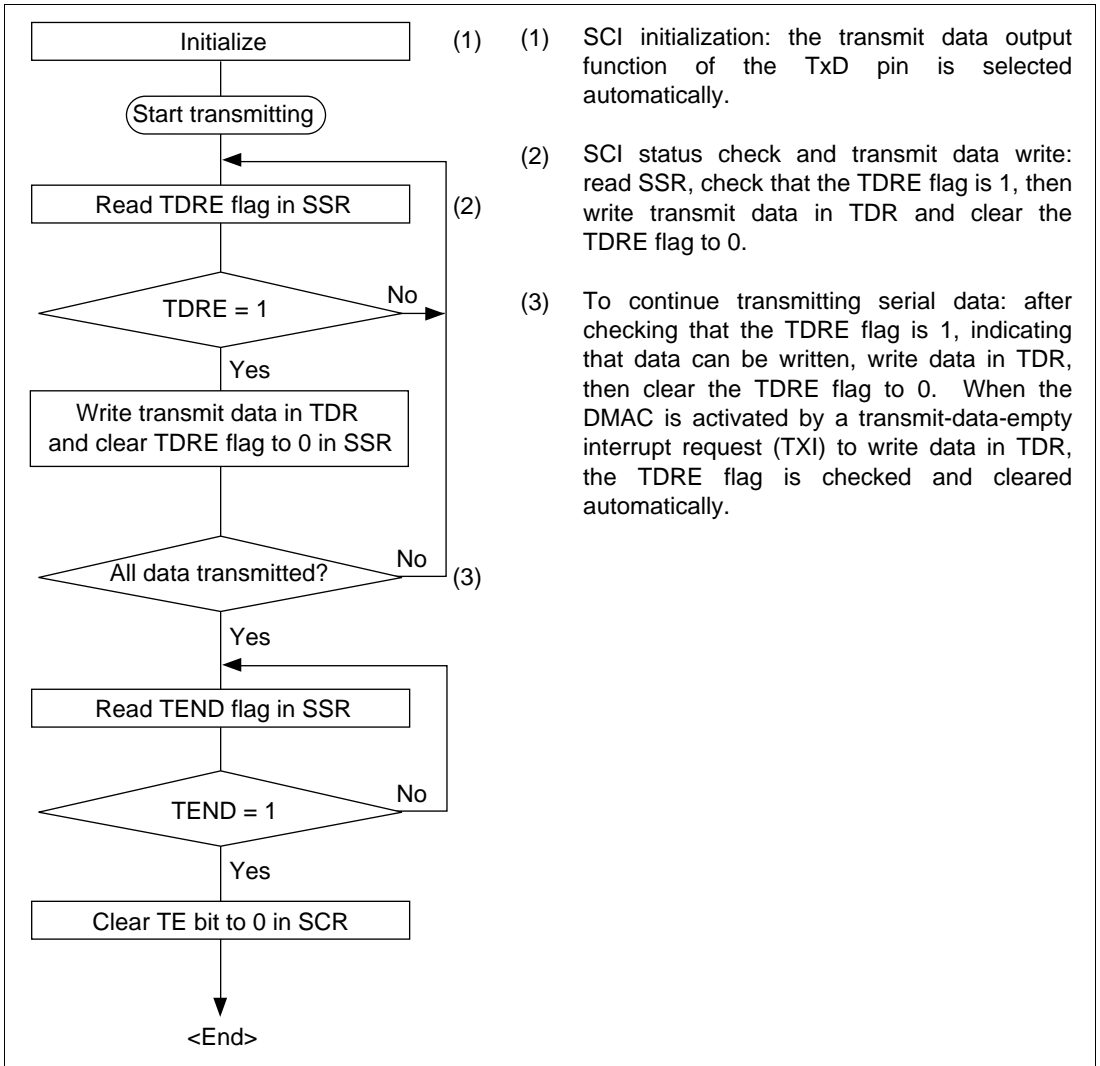 Initialize
(1)
Start transmitting
Read TDRE flag in SSR
(2)
TDRE = 1
No
Yes
Write transmit data in TDR
and clear TDRE flag to 0 in SSR
All data transmitted?
No
(3)
Yes
Read TEND flag in SSR
TEND = 1
No
Yes
Clear TE bit to 0 in SCR
<End>
(1) SCI initialization: the transmit data output
function of the TxD pin is selected
automatically.
(2) SCI status check and transmit data write:
read SSR, check that the TDRE flag is 1, then
write transmit data in TDR and clear the
TDRE flag to 0.
(3) To continue transmitting serial data: after
checking that the TDRE flag is 1, indicating
that data can be written, write data in TDR,
then clear the TDRE flag to 0. When the
DMAC is activated by a transmit-data-empty
interrupt request (TXI) to write data in TDR,
the TDRE flag is checked and cleared
automatically.